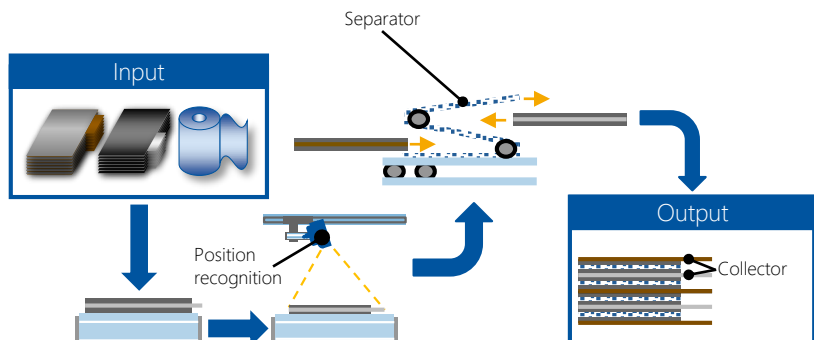 Separator
Input
Position
recognition
Output
Collector